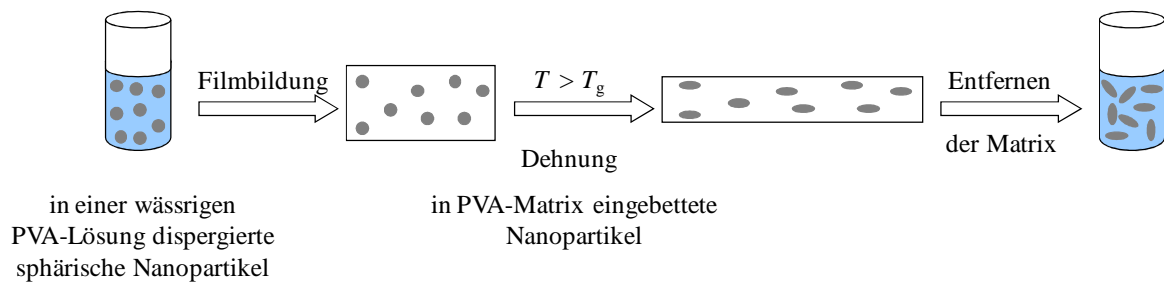 Filmbildung
T > Tg
Dehnung
Entfernen
der Matrix
in einer wässrigen
PVA-Lösung dispergierte
sphärische Nanopartikel
in PVA-Matrix eingebettete
Nanopartikel